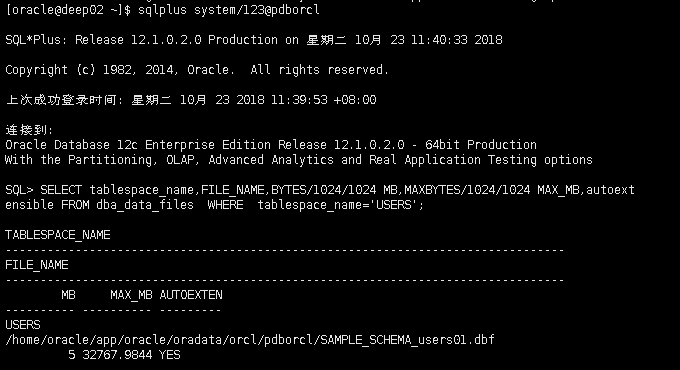 [oracle@deep02 ~]$ sqlplus system/123@pdborcl
SQL*Plus: Release 12.1.0.2.0 Production on 星期二 10月 23 11:40:33 2018
Copyright (c) 1982, 2014, Oracle.  All rights reserved.
上次成功登录时间: 星期二 10月 23 2018 11:39:53 +08:00
连接到:
Oracle Database 12c Enterprise Edition Release 12.1.0.2.0 - 64bit Production
With the Partitioning, OLAP, Advanced Analytics and Real Application Testing options
SQL> SELECT tablespace_name,FILE_NAME,BYTES/1024/1024 MB,MAXBYTES/1024/1024 MAX_MB,autoext
ensible FROM dba_data_files  WHERE  tablespace_name='USERS';
TABLESPACE_NAME
--------------------------------------------------------------------------------
FILE_NAME
--------------------------------------------------------------------------------
        MB     MAX_MB AUTOEXTEN
---------- ---------- ---------
USERS
/home/oracle/app/oracle/oradata/orcl/pdborcl/SAMPLE_SCHEMA_users01.dbf
         5 32767.9844 YES